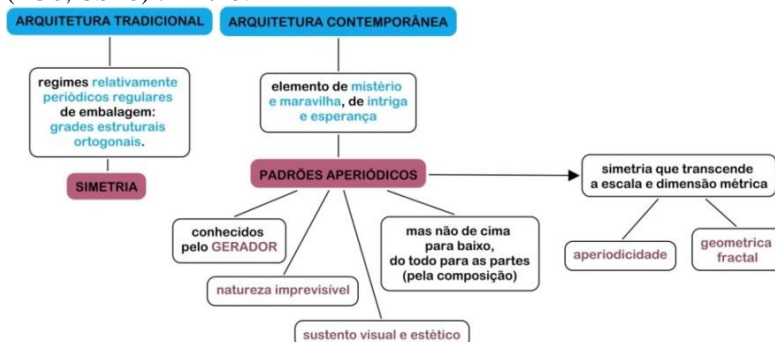 ARQUITETURA TRADICIONAL
ARQUITETURA CONTEMPORÂNEA
regimes relativamente
periódicos regulares
de embalagem:
grades estruturais
ortogonais.
elemento de mistério
e maravilha, de intriga
e esperança
SIMETRIA
PADRÕES APERIÓDICOS
simetria que transcende
a escala e dimensão métrica
conhecidos
pelo GERADOR
mas não de cima
para baixo,
do todo para as partes
(pela composição)
aperiodicidade
geometrica
fractal
natureza imprevisível
sustento visual e estético